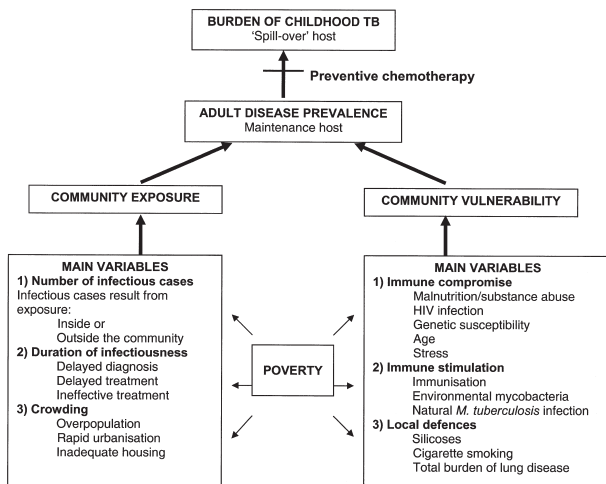 BURDEN OF CHILDHOOD TB
'Spill-over' host
Preventive chemotherapy
ADULT DISEASE PREVALENCE
Maintenance host
COMMUNITY EXPOSURE
COMMUNITY VULNERABILITY
MAIN VARIABLES
1) Number of infectious cases
Infectious cases result from
exposure:
Inside or
Outside the community
2) Duration of infectiousness
Delayed diagnosis
Delayed treatment
Ineffective treatment
3) Crowding
Overpopulation
Rapid urbanisation
Inadequate housing
POVERTY
MAIN VARIABLES
1) Immune compromise
Malnutrition/substance abuse
HIV infection
Genetic susceptibility
Age
Stress
2) Immune stimulation
Immunisation
Environmental mycobacteria
Natural M. tuberculosis infection
3) Local defences
Silicoses
Cigarette smoking
Total burden of lung disease